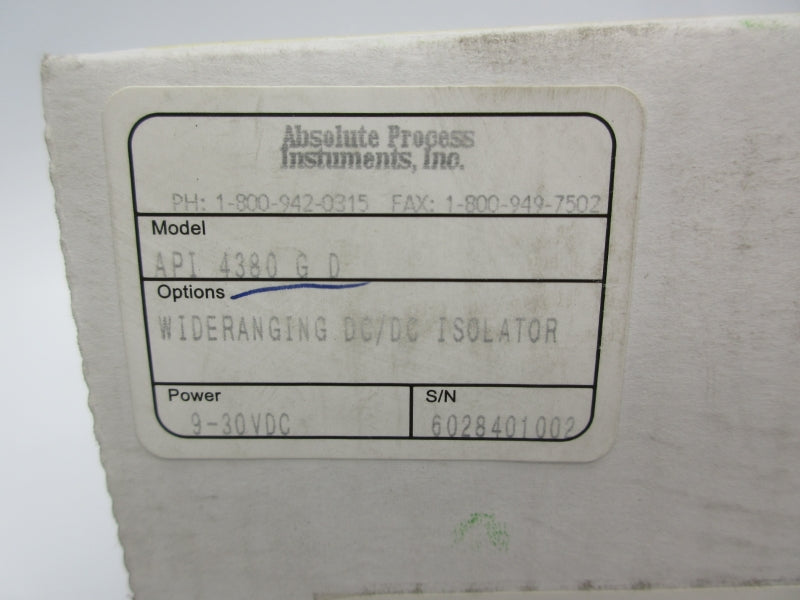 Absolute Process
Instuments, Inc.
PH: 1-800-942-0315 FAX: 1-800-949-7502
Model
API 4380 G D
Options
WIDERANGING DC/DC ISOLATOR
Power
9-30VDC
S/N
6028401002